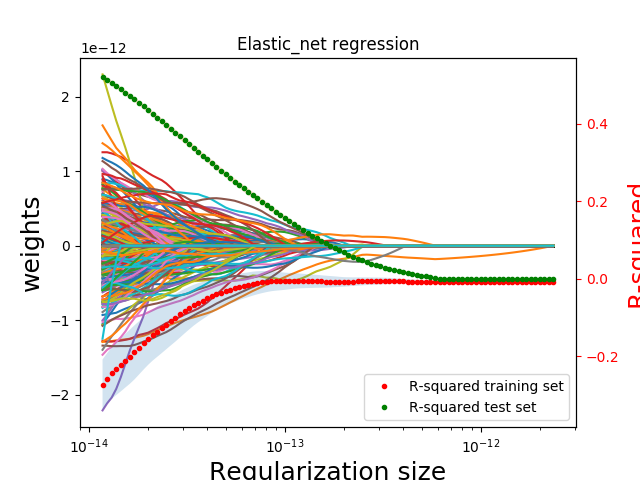 Elastic_net regression
1e−12
2
1
0
−1
−2
weights
0.4
0.2
0.0
−0.2
R-squared
R-squared training set
R-squared test set
10−14
10−13
10−12
Regularization size